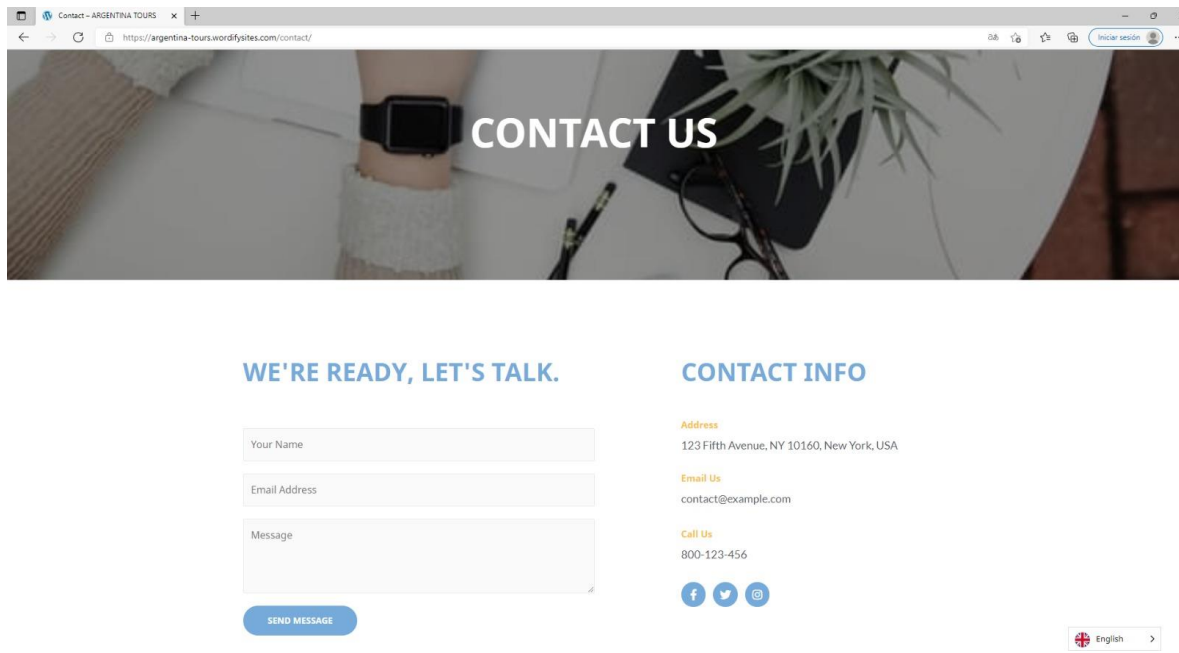 Contact – ARGENTINA TOURS
https://argentina-tours.wordifysites.com/contact/
Iniciar sesión
CONTACT US
WE'RE READY, LET'S TALK.
Your Name
Email Address
Message
SEND MESSAGE
CONTACT INFO
Address
123 Fifth Avenue, NY 10160, New York, USA
Email Us
contact@example.com
Call Us
800-123-456
English